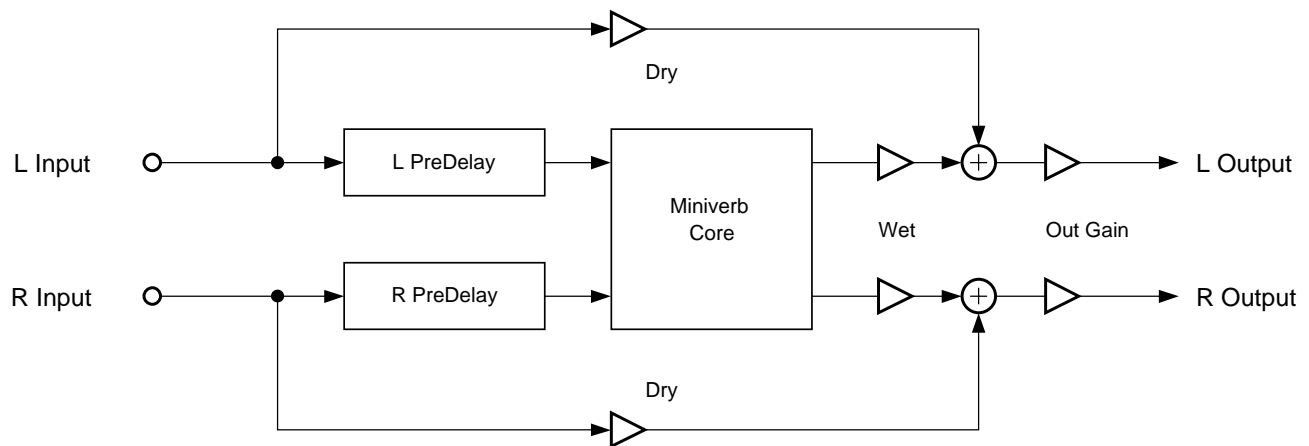 Dry
L Input
L PreDelay
L Output
Miniverb
Core
Wet
Out Gain
R Input
R PreDelay
R Output
Dry